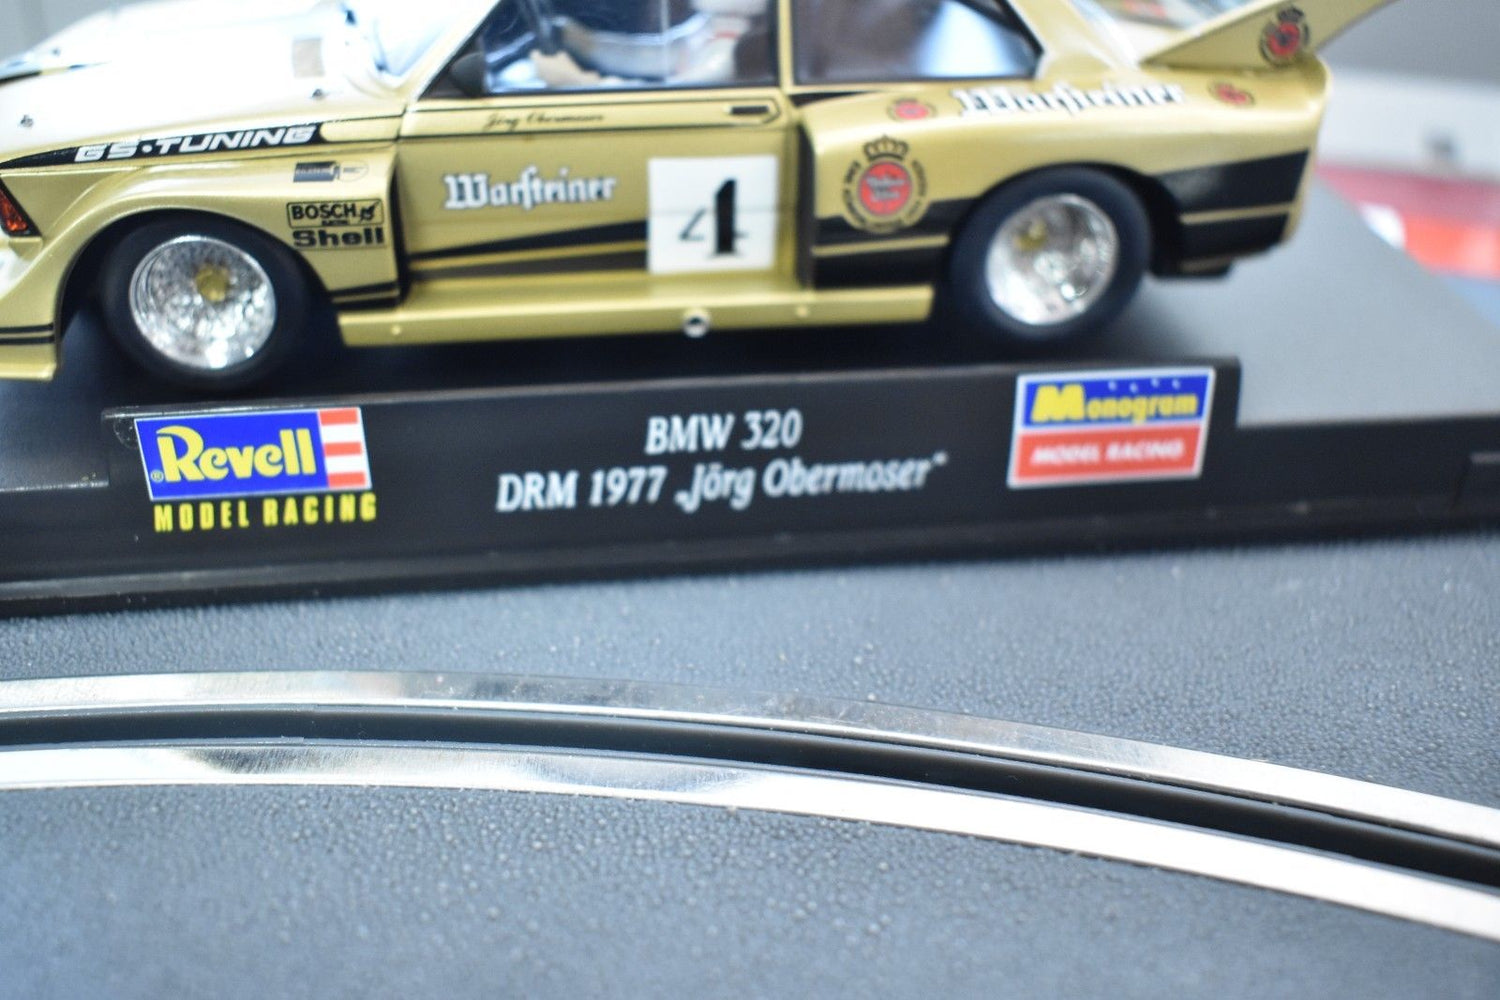 GS•TUNING
Jörg Obermoser
Warsteiner
BOSCH
Shell
Warsteiner
4
® Revell
MODEL RACING
BMW 320
DRM 1977 „Jörg Obermoser“
Monogram
MODEL RACING